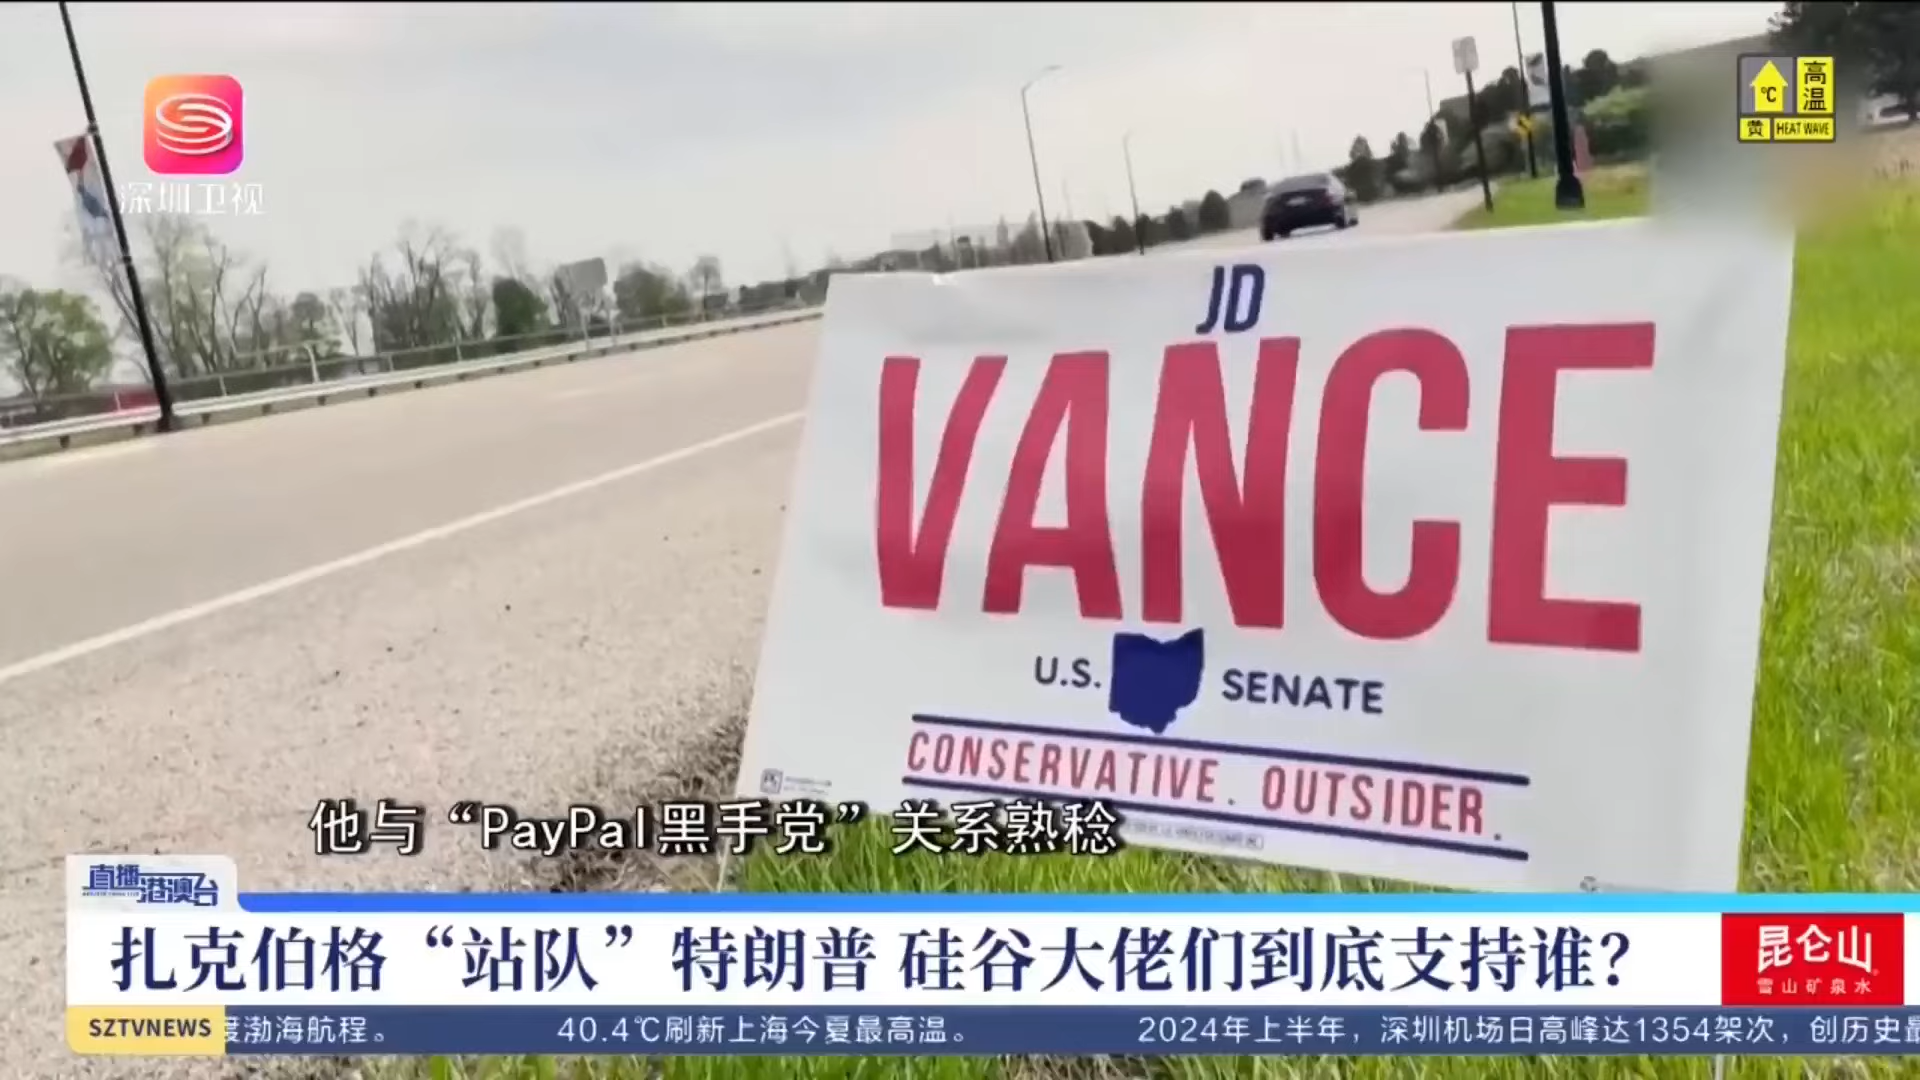 深圳卫视
℃
高温
黄
HEAT WAVE
JD
VANCE
U.S. SENATE
CONSERVATIVE. OUTSIDER.
他与“PayPal黑手党”关系熟稔
直播港澳台
扎克伯格“站队”特朗普 硅谷大佬们到底支持谁？
昆仑山
雪山矿泉水
SZTVNEWS
度渤海航程。 40.4℃刷新上海今夏最高温。 2024年上半年，深圳机场日高峰达1354架次，创历史最